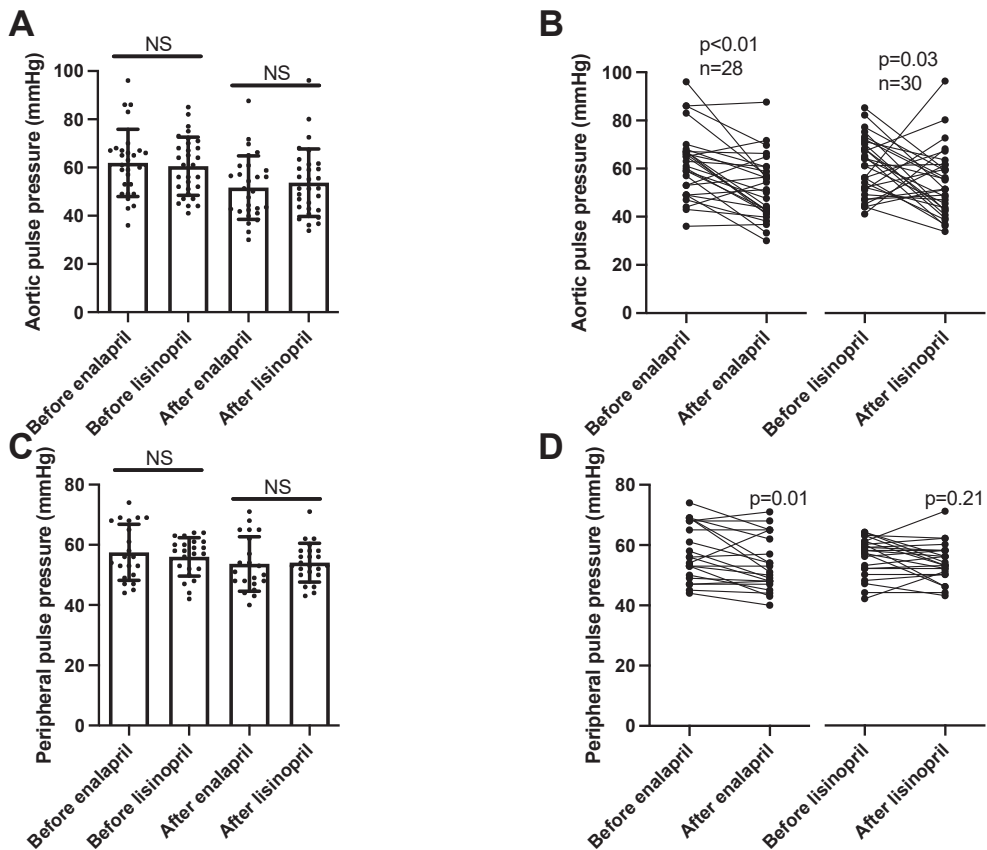 A
NS
NS
Aortic pulse pressure (mmHg)
100
80
60
40
20
0
Before enalapril
Before lisinopril
After enalapril
After lisinopril
B
p<0.01
n=28
p=0.03
n=30
Aortic pulse pressure (mmHg)
100
80
60
40
20
0
Before enalapril
After enalapril
Before lisinopril
After lisinopril
C
NS
NS
Peripheral pulse pressure (mmHg)
80
60
40
20
0
Before enalapril
Before lisinopril
After enalapril
After lisinopril
D
p=0.01
p=0.21
Peripheral pulse pressure (mmHg)
80
60
40
20
0
Before enalapril
After enalapril
Before lisinopril
After lisinopril